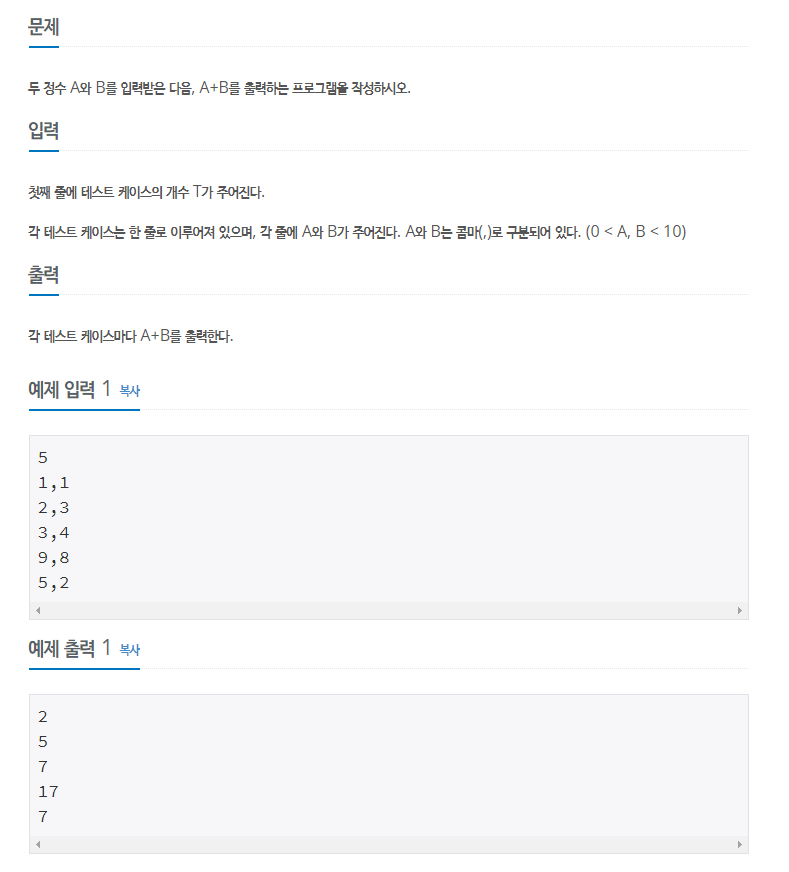 문제
두 정수 A와 B를 입력받은 다음, A+B를 출력하는 프로그램을 작성하시오.
입력
첫째 줄에 테스트 케이스의 개수 T가 주어진다.
각 테스트 케이스는 한 줄로 이루어져 있으며, 각 줄에 A와 B가 주어진다. A와 B는 콤마(,)로 구분되어 있다. (0 < A, B < 10)
출력
각 테스트 케이스마다 A+B를 출력한다.
예제 입력 1 복사
5
1,1
2,3
3,4
9,8
5,2
예제 출력 1 복사
2
5
7
17
7